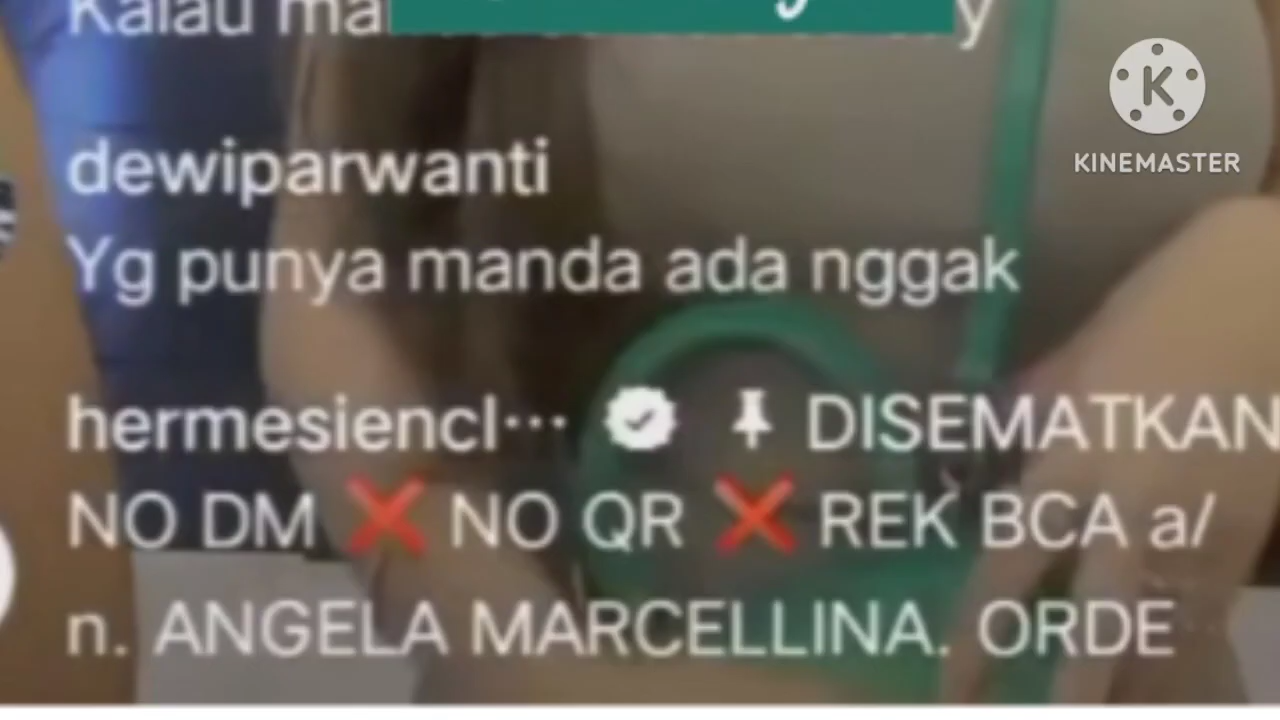 Kalau
dewiparwanti
Yg punya manda ada nggak
hermesiencl… DISEMATKAN
NO DM ❌ NO QR ❌ REK BCA a/
n. ANGELA MARCELLINA. ORDE
KINEMASTER